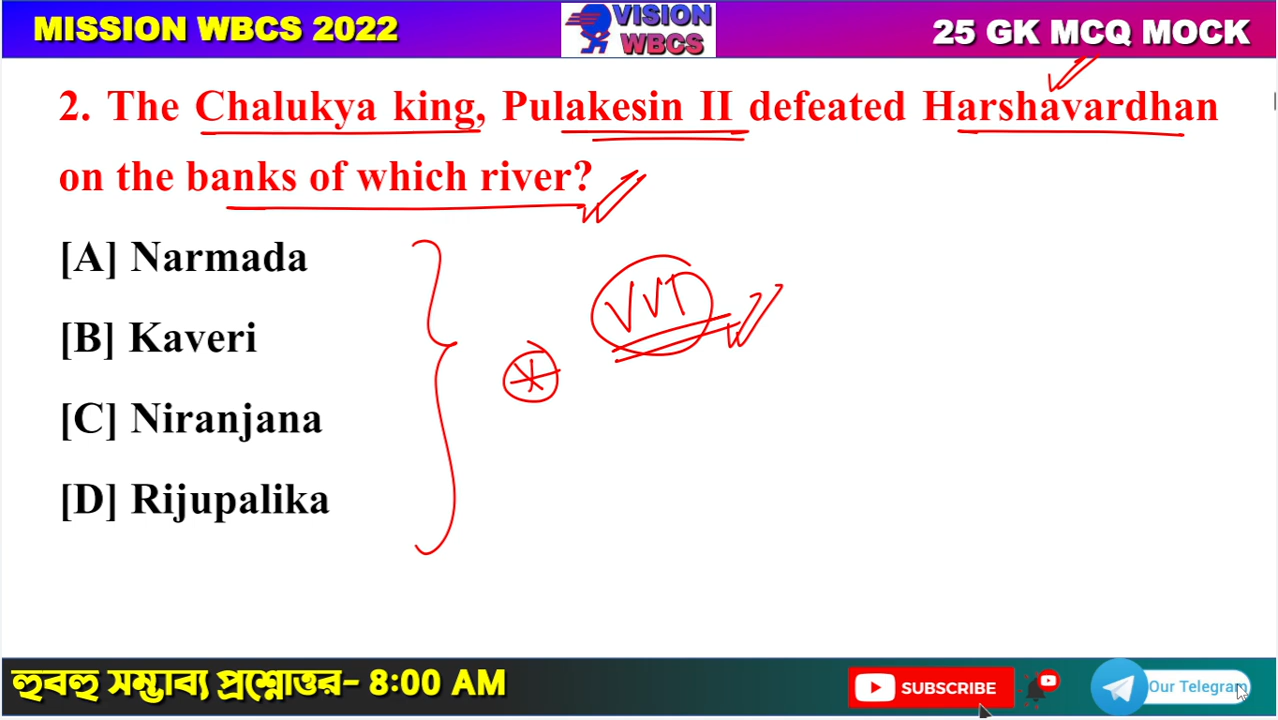 MISSION WBCS 2022
VISION
WBCS
25 GK MCQ MOCK
2. The Chalukya king, Pulakesin II defeated Harshavardhan
on the banks of which river?
[A] Narmada
[B] Kaveri
[C] Niranjana
[D] Rijupalika
VVI
হুবহু সম্ভাব্য প্রশ্নোত্তর- 8:00 AM
SUBSCRIBE
Our Telegram